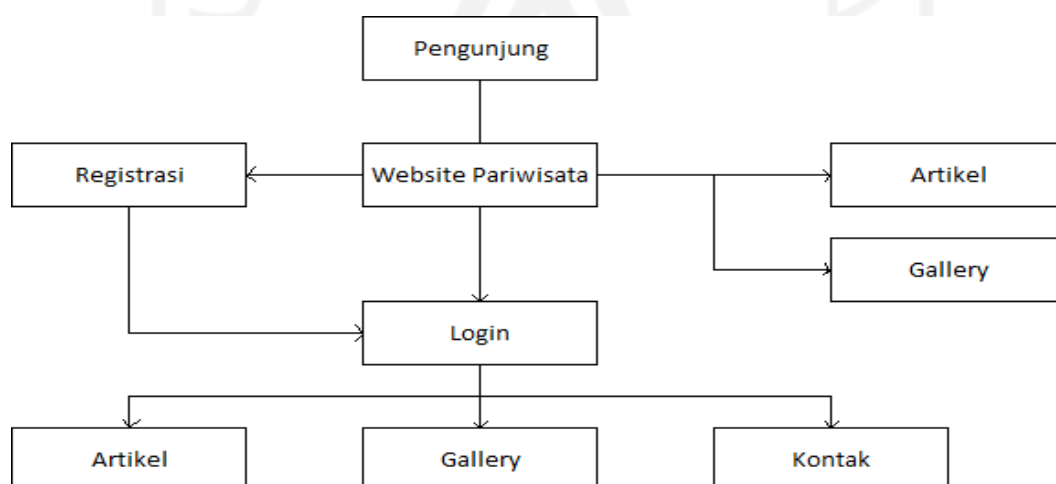 Pengunjung
Registrasi
Website Pariwisata
Artikel
Gallery
Login
Artikel
Gallery
Kontak